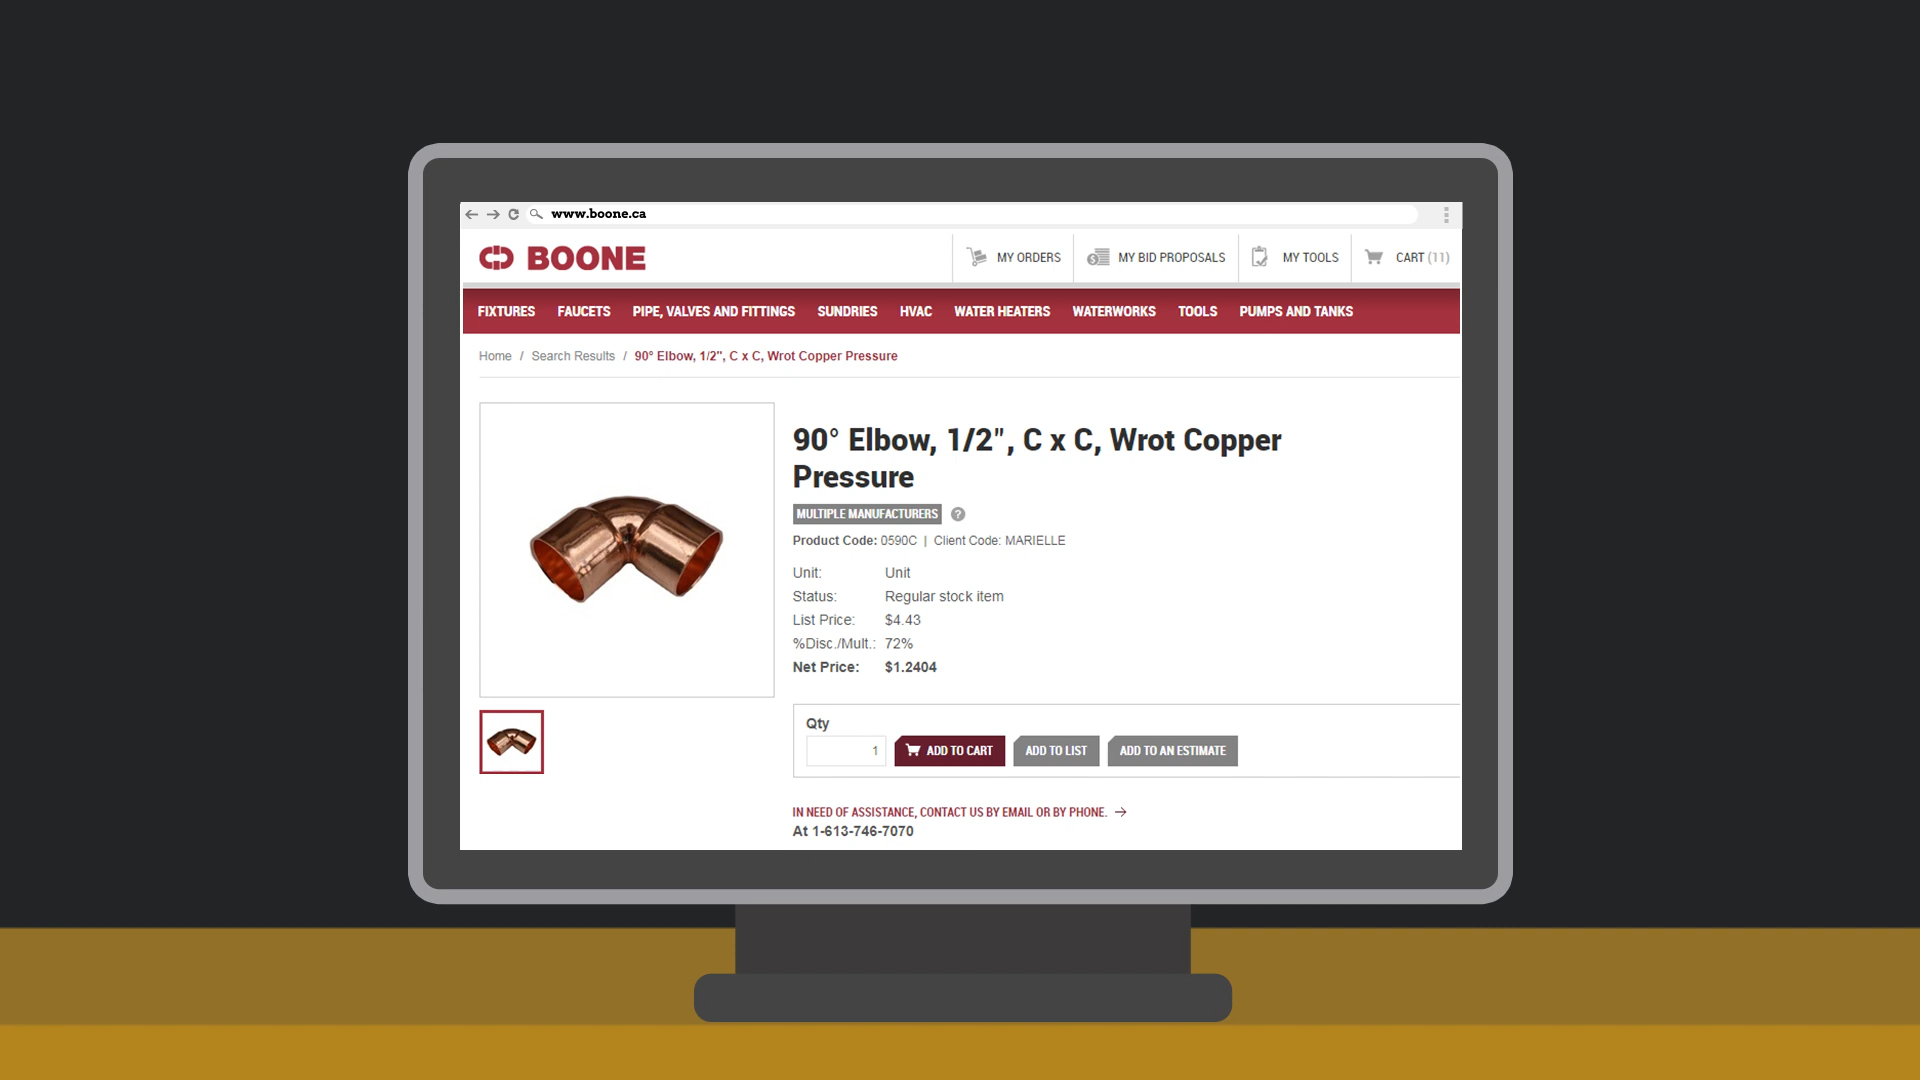 www.boone.ca
BOONE
MY ORDERS MY BID PROPOSALS MY TOOLS CART (11)
FIXTURES FAUCETS PIPE, VALVES AND FITTINGS SUNDRIES HVAC WATER HEATERS WATERWORKS TOOLS PUMPS AND TANKS
Home / Search Results / 90° Elbow, 1/2", C x C, Wrot Copper Pressure
90° Elbow, 1/2", C x C, Wrot Copper
Pressure
MULTIPLE MANUFACTURERS ?
Product Code: 0590C | Client Code: MARIELLE
Unit: Unit
Status: Regular stock item
List Price: $4.43
%Disc./Mult.: 72%
Net Price: $1.2404
Qty
1 ADD TO CART ADD TO LIST ADD TO AN ESTIMATE
IN NEED OF ASSISTANCE, CONTACT US BY EMAIL OR BY PHONE. →
At 1-613-746-7070